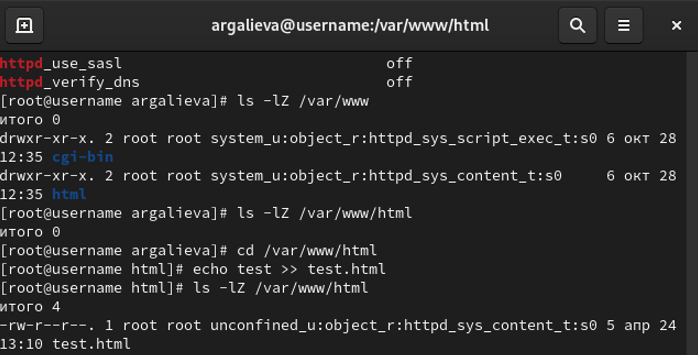 argalieva@username:/var/www/html
httpd_use_sasl                                off
httpd_verify_dns                              off
[root@username argalieva]# ls -lZ /var/www
итого 0
drwxr-xr-x. 2 root root system_u:object_r:httpd_sys_script_exec_t:s0 6 окт 28
12:35 cgi-bin
drwxr-xr-x. 2 root root system_u:object_r:httpd_sys_content_t:s0     6 окт 28
12:35 html
[root@username argalieva]# ls -lZ /var/www/html
итого 0
[root@username argalieva]# cd /var/www/html
[root@username html]# echo test >> test.html
[root@username html]# ls -lZ /var/www/html
итого 4
-rw-r--r--. 1 root root unconfined_u:object_r:httpd_sys_content_t:s0 5 апр 24
13:10 test.html